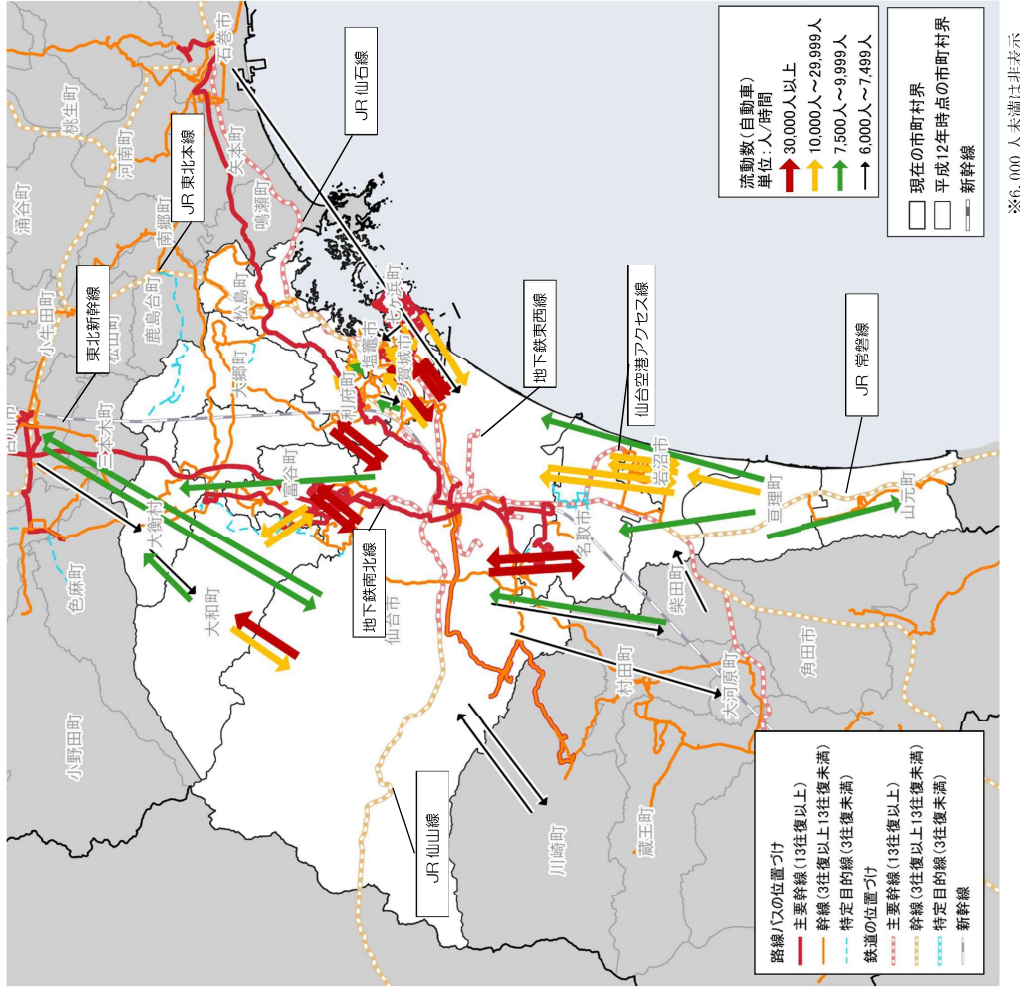 石巻市
桃生町
河南町
矢本町
涌谷町
南郷町
鳴瀬町
鹿島台町
小牛田町
松山町
松島町
大郷町
三本木町
古川市
塩竈市
七ケ浜町
多賀城市
利府町
富谷町
大衡村
色麻町
大和町
仙台市
小野田町
名取市
岩沼市
亘理町
山元町
柴田町
村田町
大河原町
角田市
川崎町
蔵王町
JR 仙石線
JR 東北本線
東北新幹線
地下鉄東西線
仙台空港アクセス線
JR 常磐線
地下鉄南北線
JR 仙山線
流動数(自動車)
単位:人/時間
30,000人以上
10,000人~29,999人
7,500人~9,999人
6,000人~7,499人
現在の市町村界
平成12年時点の市町村界
新幹線
路線バスの位置づけ
主要幹線(13往復以上)
幹線(3往復以上13往復未満)
特定目的線(3往復未満)
鉄道の位置づけ
主要幹線(13往復以上)
幹線(3往復以上13往復未満)
特定目的線(3往復未満)
新幹線
※6,000 人未満は非表示